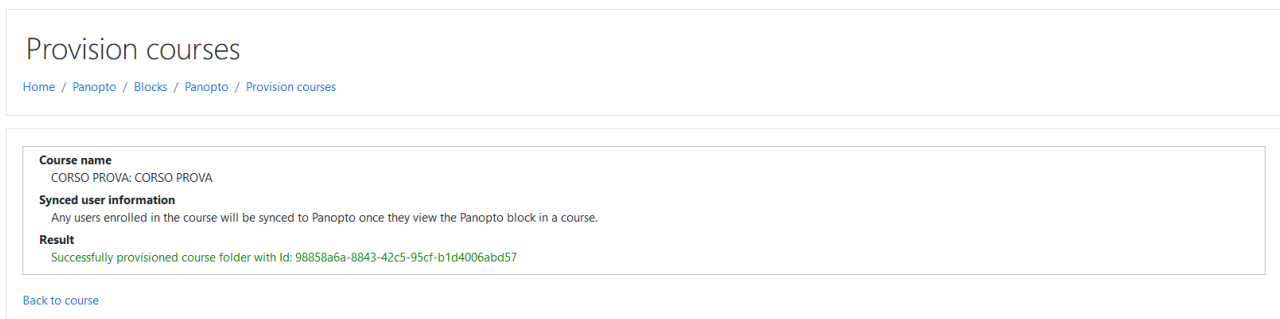 Provision courses
Home / Panopto / Blocks / Panopto / Provision courses
Course name
CORSO PROVA: CORSO PROVA
Synced user information
Any users enrolled in the course will be synced to Panopto once they view the Panopto block in a course.
Result
Successfully provisioned course folder with Id: 98858a6a-8843-42c5-95cf-b1d4006abd57
Back to course